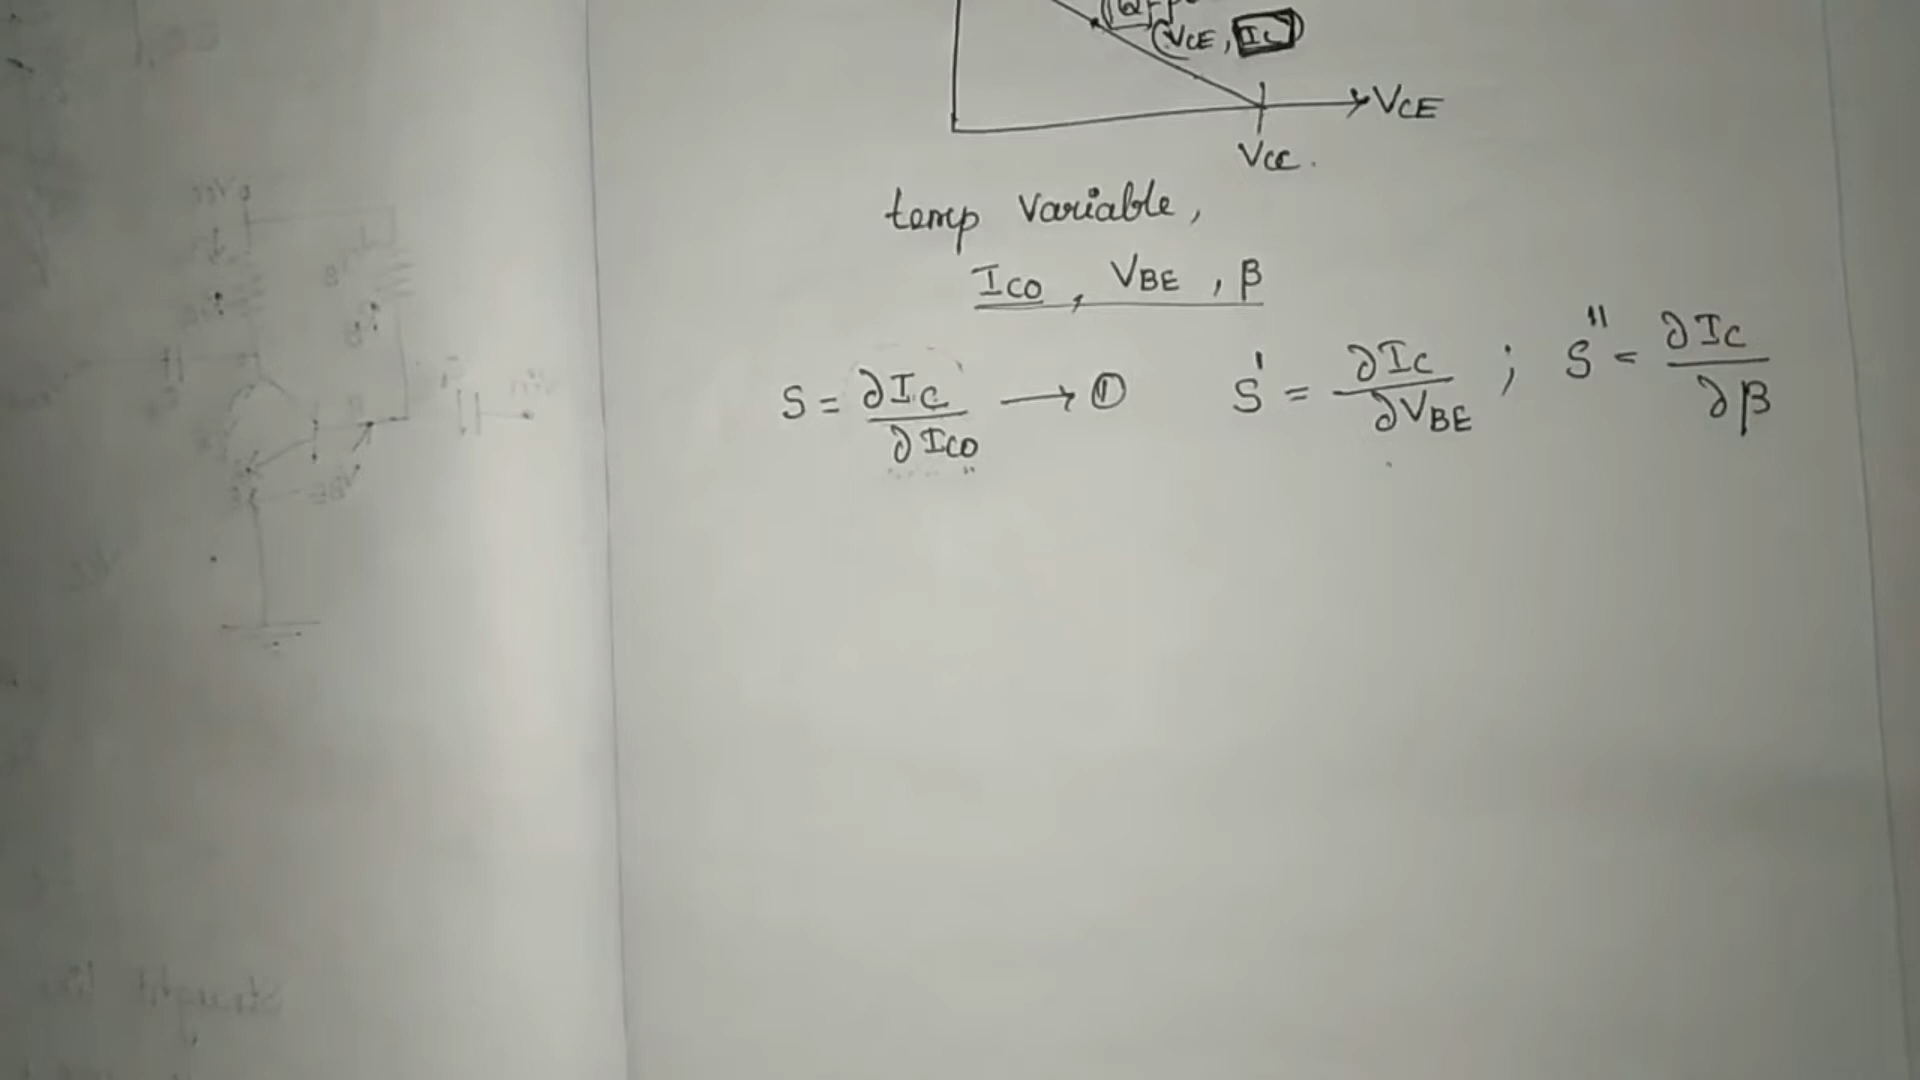 (VCE, IC)
VCE
VCC.
temp variable,
ICO, VBE, β
S = ∂IC/∂ICO → ① S' = ∂IC/∂VBE ; S'' = ∂IC/∂β